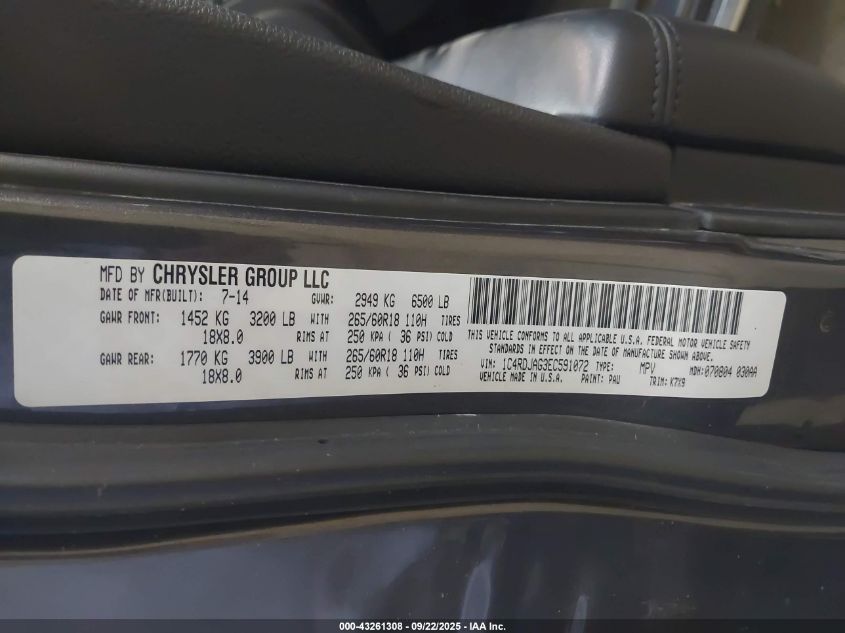 MFD BY CHRYSLER GROUP LLC
DATE OF MFR(BUILT): 7-14 GVWR: 2949 KG 6500 LB
GAWR FRONT: 1452 KG 3200 LB WITH 265/60R18 110H TIRES
18X8.0 RIMS AT 250 KPA ( 36 PSI) COLD
GAWR REAR: 1770 KG 3900 LB WITH 265/60R18 110H TIRES
18X8.0 RIMS AT 250 KPA ( 36 PSI) COLD
THIS VEHICLE CONFORMS TO ALL APPLICABLE U.S.A. FEDERAL MOTOR VEHICLE SAFETY
STANDARDS IN EFFECT ON THE DATE OF MANUFACTURE SHOWN ABOVE.
VIN: 1C4RDJAG3EC591072 TYPE: MPV MDH:070804 030AA
VEHICLE MADE IN U.S.A. PAINT: PAU TRIM: K7X9
000-43261308 - 09/22/2025 - IAA Inc.